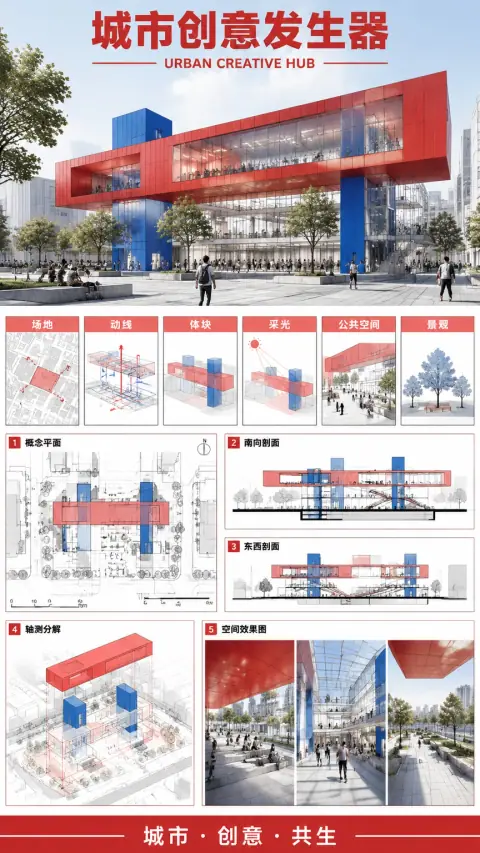 城市创意发生器
URBAN CREATIVE HUB
场地
动线
体块
采光
公共空间
景观
1 概念平面
N
2 南向剖面
3 东西剖面
4 轴测分解
5 空间效果图
城市·创意·共生